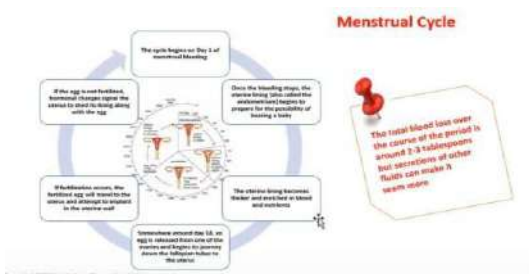 Menstrual Cycle
The cycle begins on Day 1 of
menstrual bleeding
Once the bleeding stops, the
uterine lining (also called the
endometrium) begins to
prepare for the possibility of
hosting a baby
The uterine lining becomes
thicker and enriched in blood
and nutrients
Somewhere around day 14, an
egg is released from one of the
ovaries and begins its journey
down the fallopian tubes to
the uterus
If fertilization occurs, the
fertilized egg will travel to the
uterus and attempt to implant
in the uterine wall
If the egg is not fertilized,
hormonal changes signal the
uterus to shed its lining along
with the egg
The total blood loss over
the course of the period is
around 2-3 tablespoons
but secretions of other
fluids can make it
seem more